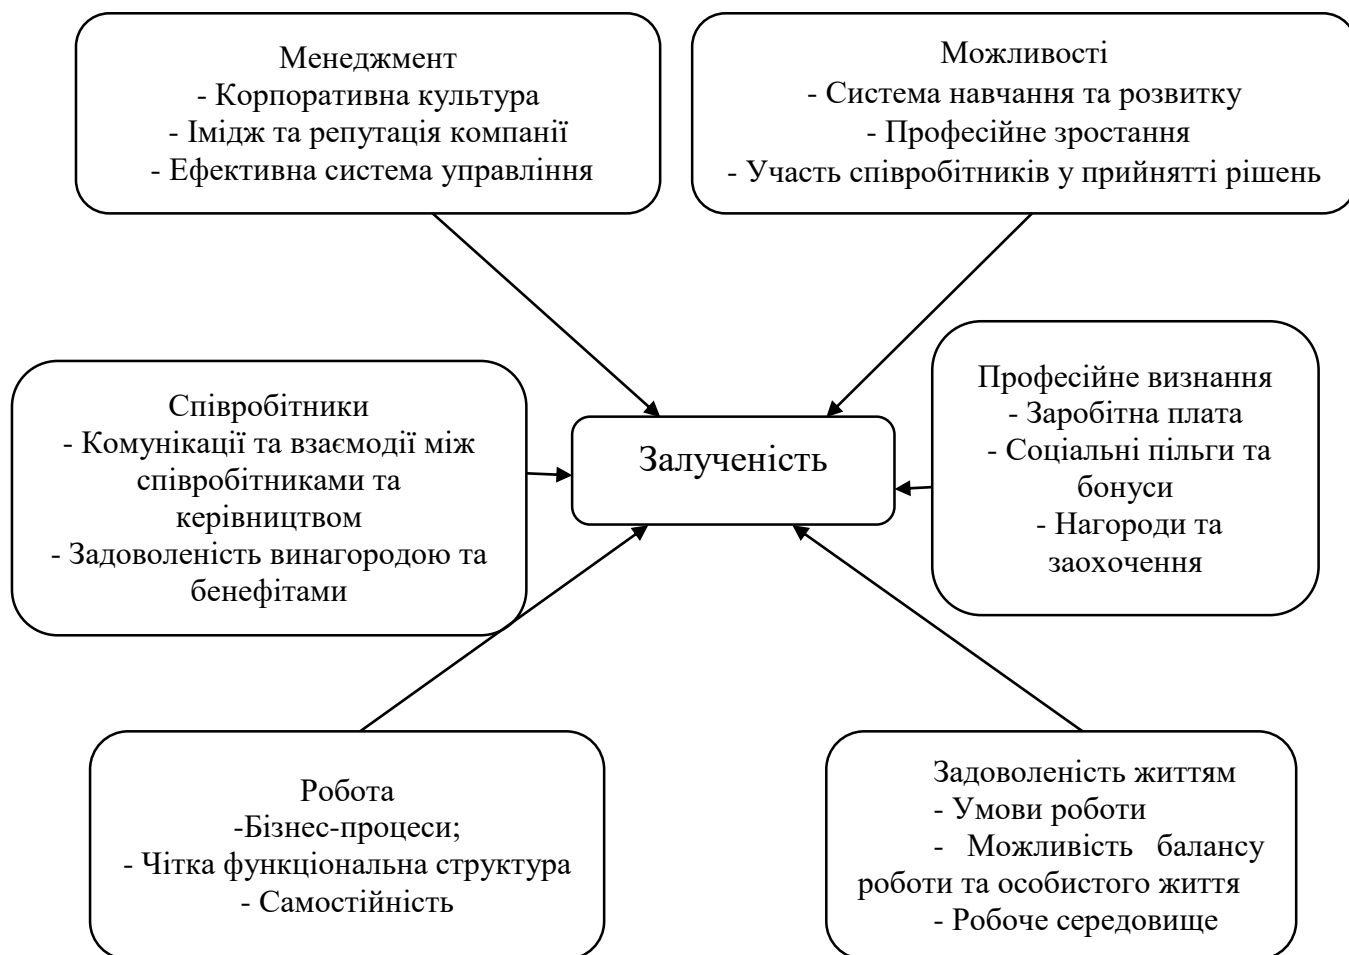 Менеджмент
- Корпоративна культура
- Імідж та репутація компанії
- Ефективна система управління
Можливості
- Система навчання та розвитку
- Професійне зростання
- Участь співробітників у прийнятті рішень
Співробітники
- Комунікації та взаємодії між
співробітниками та
керівництвом
- Задоволеність винагородою та
бенефітами
Залученість
Професійне визнання
- Заробітна плата
- Соціальні пільги та
бонуси
- Нагороди та
заохочення
Робота
-Бізнес-процеси;
- Чітка функціональна структура
- Самостійність
Задоволеність життям
- Умови роботи
- Можливість балансу
роботи та особистого життя
- Робоче середовище